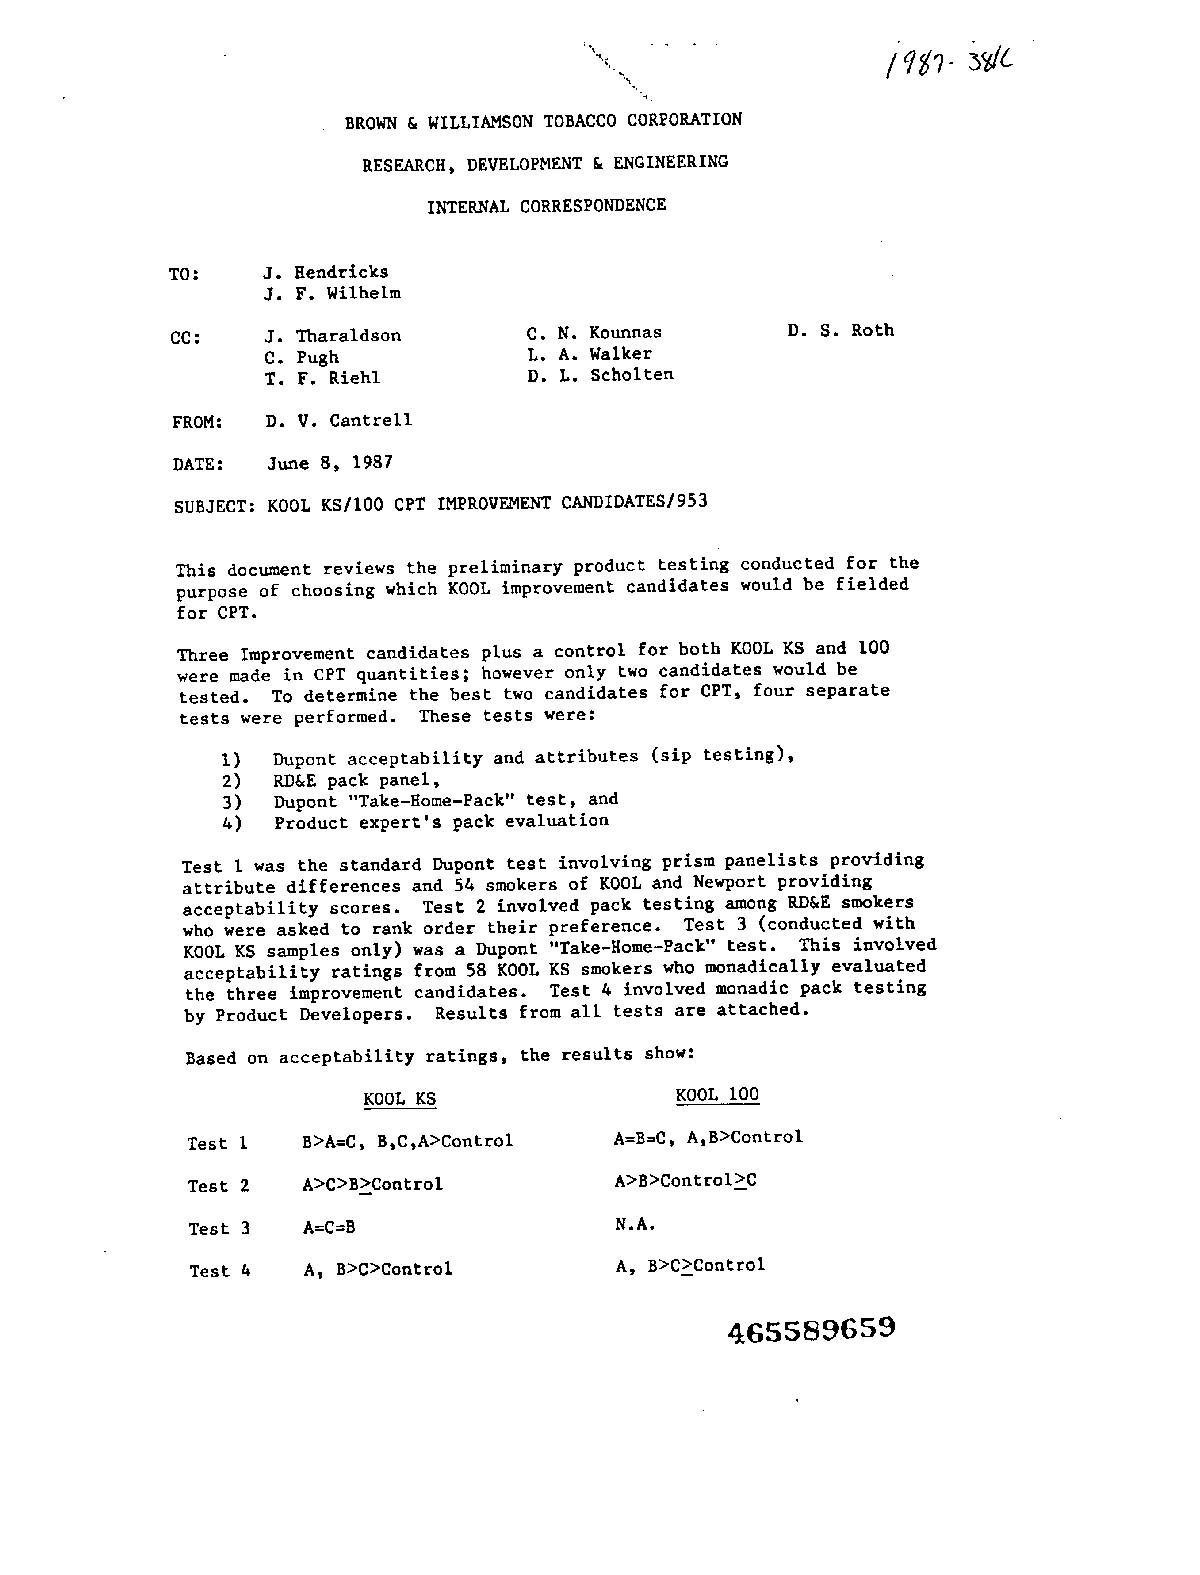 1987-381C
BROWN & WILLIAMSON TOBACCO CORPORATION
RESEARCH, DEVELOPMENT & ENGINEERING
INTERNAL CORRESPONDENCE
TO: J. Hendricks
J. F. Wilhelm
CC: J. Tharaldson C. N. Kounnas D. S. Roth
C. Pugh L. A. Walker
T. F. Riehl D. L. Scholten
FROM: D. V. Cantrell
DATE: June 8, 1987
SUBJECT: KOOL KS/100 CPT IMPROVEMENT CANDIDATES/953
This document reviews the preliminary product testing conducted for the
purpose of choosing which KOOL improvement candidates would be fielded
for CPT.
Three Improvement candidates plus a control for both KOOL KS and 100
were made in CPT quantities; however only two candidates would be
tested. To determine the best two candidates for CPT, four separate
tests were performed. These tests were:
1) Dupont acceptability and attributes (sip testing),
2) RD&E pack panel,
3) Dupont "Take-Home-Pack" test, and
4) Product expert's pack evaluation
Test 1 was the standard Dupont test involving prism panelists providing
attribute differences and 54 smokers of KOOL and Newport providing
acceptability scores. Test 2 involved pack testing among RD&E smokers
who were asked to rank order their preference. Test 3 (conducted with
KOOL KS samples only) was a Dupont "Take-Home-Pack" test. This involved
acceptability ratings from 58 KOOL KS smokers who monadically evaluated
the three improvement candidates. Test 4 involved monadic pack testing
by Product Developers. Results from all tests are attached.
Based on acceptability ratings, the results show:
KOOL KS KOOL 100
Test 1 B>A=C, B,C,A>Control A=B=C, A,B>Control
Test 2 A>C>B≥Control A>B>Control≥C
Test 3 A=C=B N.A.
Test 4 A, B>C>Control A, B>C≥Control
465589659